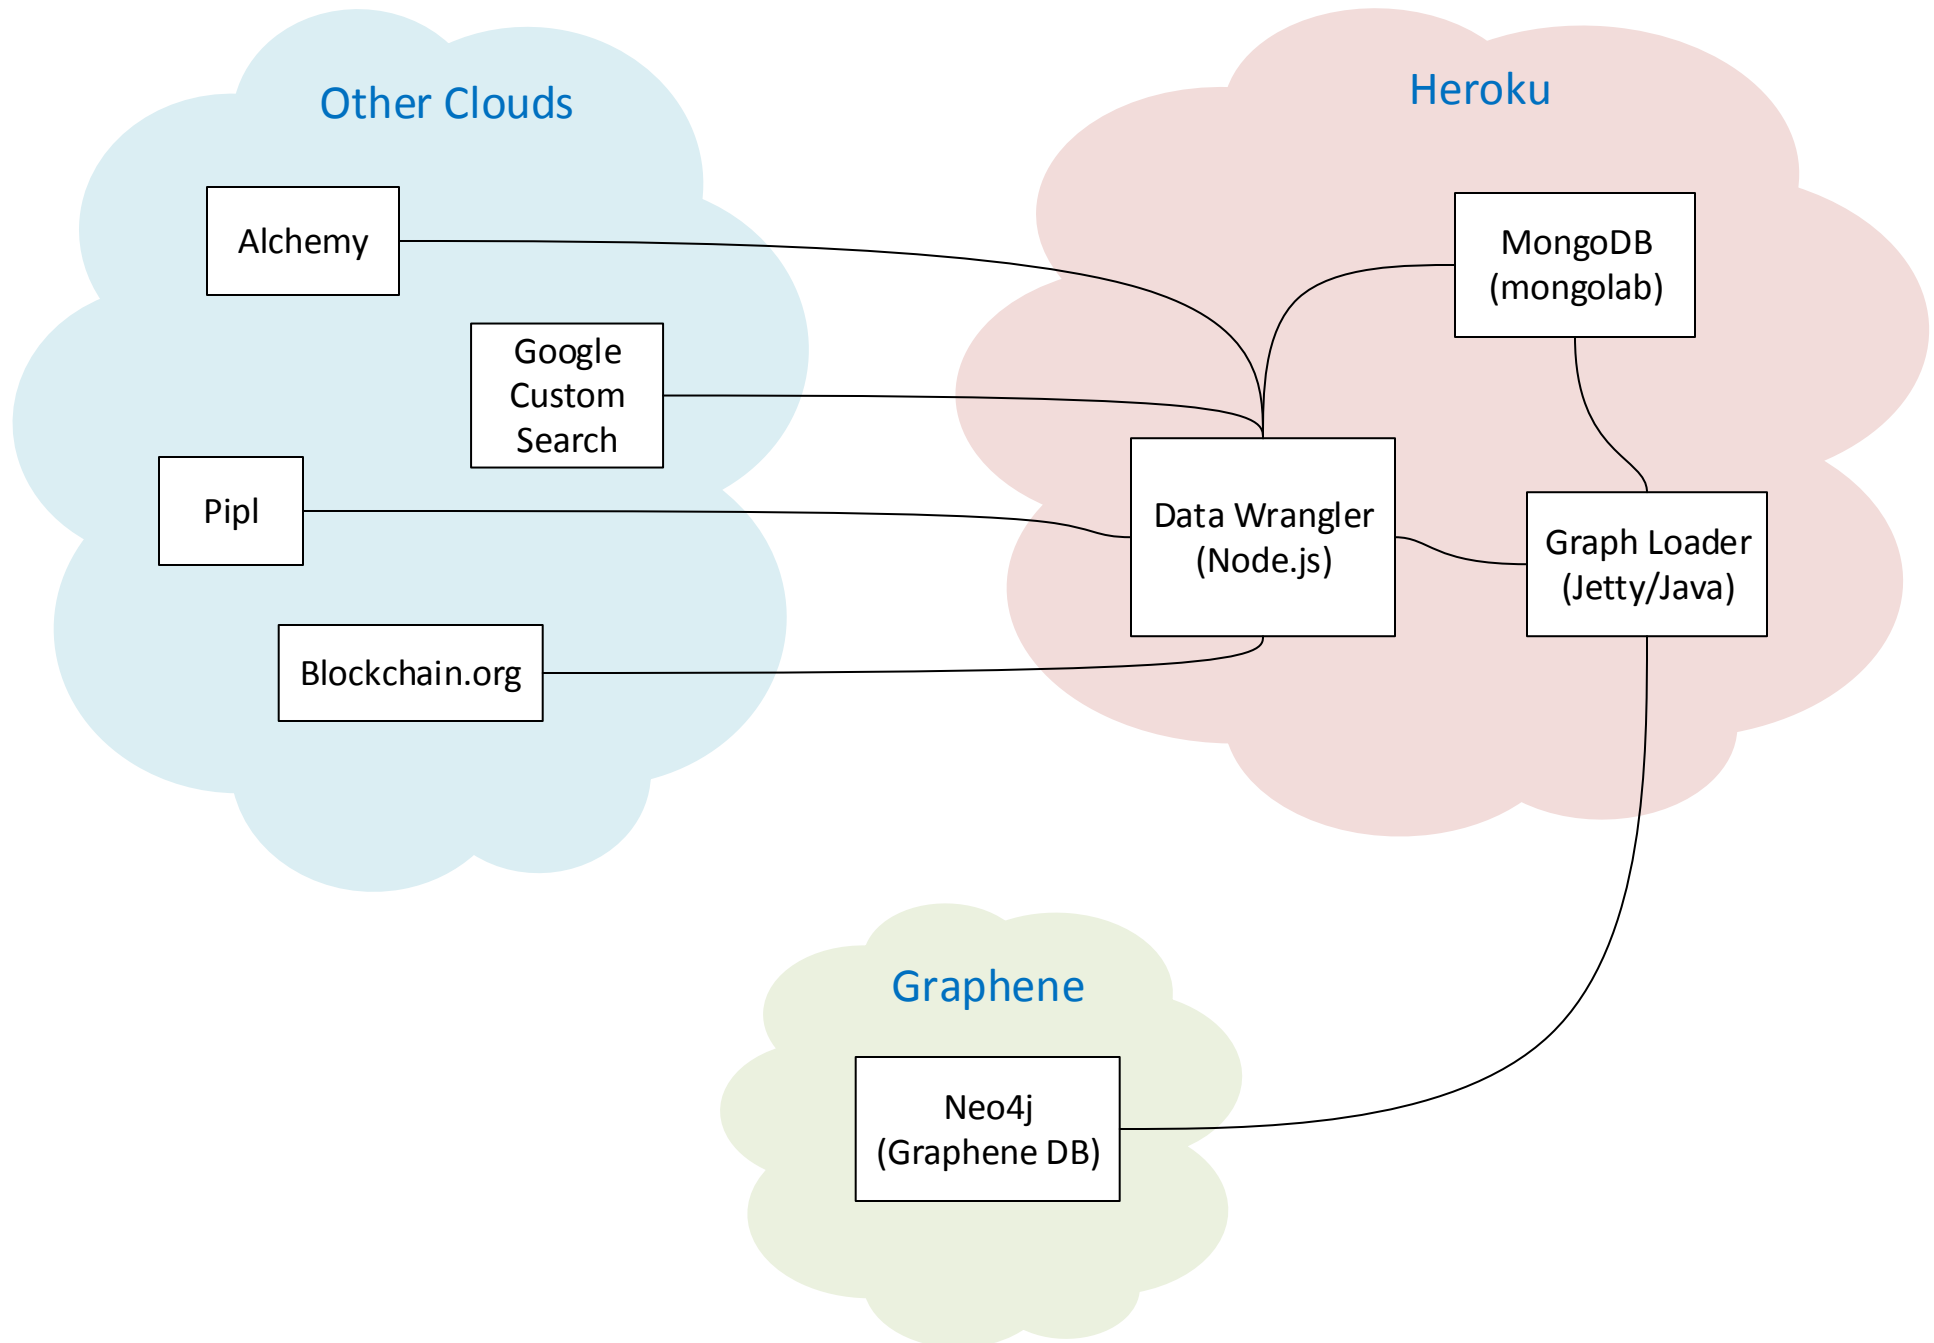 Other Clouds
Alchemy
Google
Custom
Search
Pipl
Blockchain.org
Heroku
MongoDB
(mongolab)
Data Wrangler
(Node.js)
Graph Loader
(Jetty/Java)
Graphene
Neo4j
(Graphene DB)